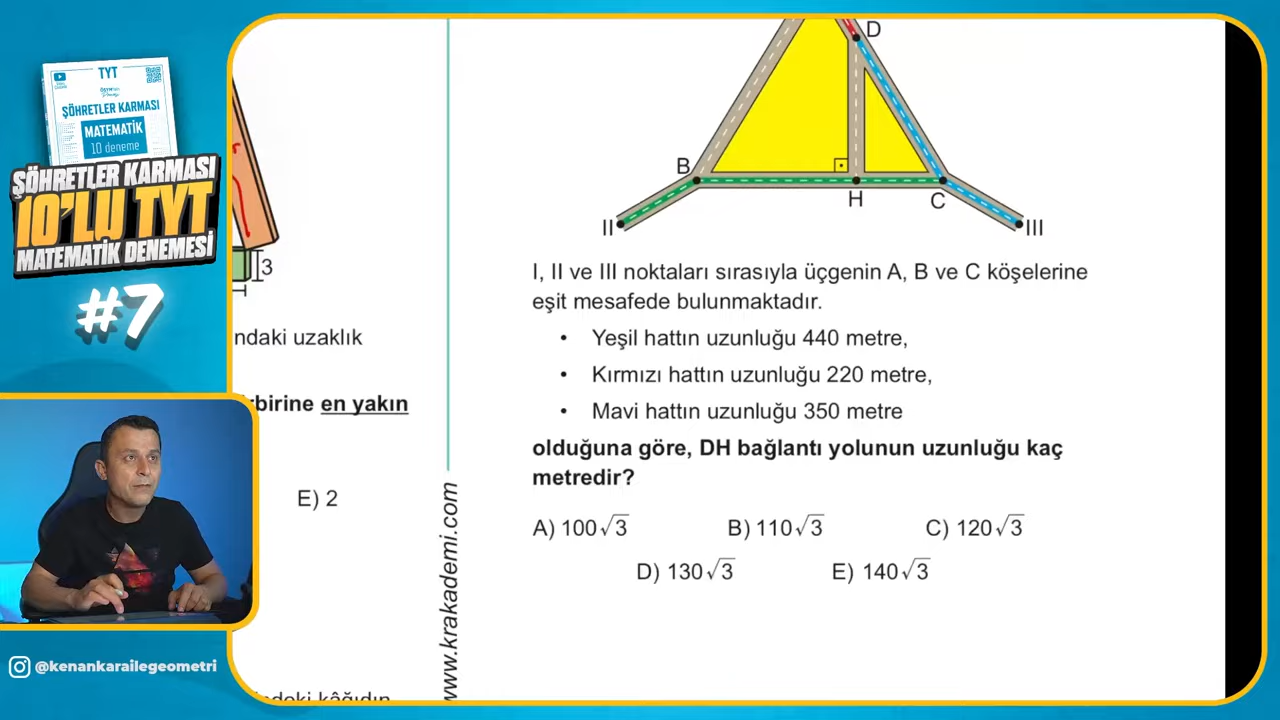 TYT
ŞÖHRETLER KARMASI
MATEMATİK
10 deneme
ŞÖHRETLER KARMASI
10'LU TYT
MATEMATİK DENEMESİ
#7
@kenankarailegeometri
3
ndaki uzaklık
birbirine en yakın
E) 2
www.krakademi.com
D
B
H
C
II
III
I, II ve III noktaları sırasıyla üçgenin A, B ve C köşelerine
eşit mesafede bulunmaktadır.
• Yeşil hattın uzunluğu 440 metre,
• Kırmızı hattın uzunluğu 220 metre,
• Mavi hattın uzunluğu 350 metre
olduğuna göre, DH bağlantı yolunun uzunluğu kaç
metredir?
A) 100√3 B) 110√3 C) 120√3
D) 130√3 E) 140√3